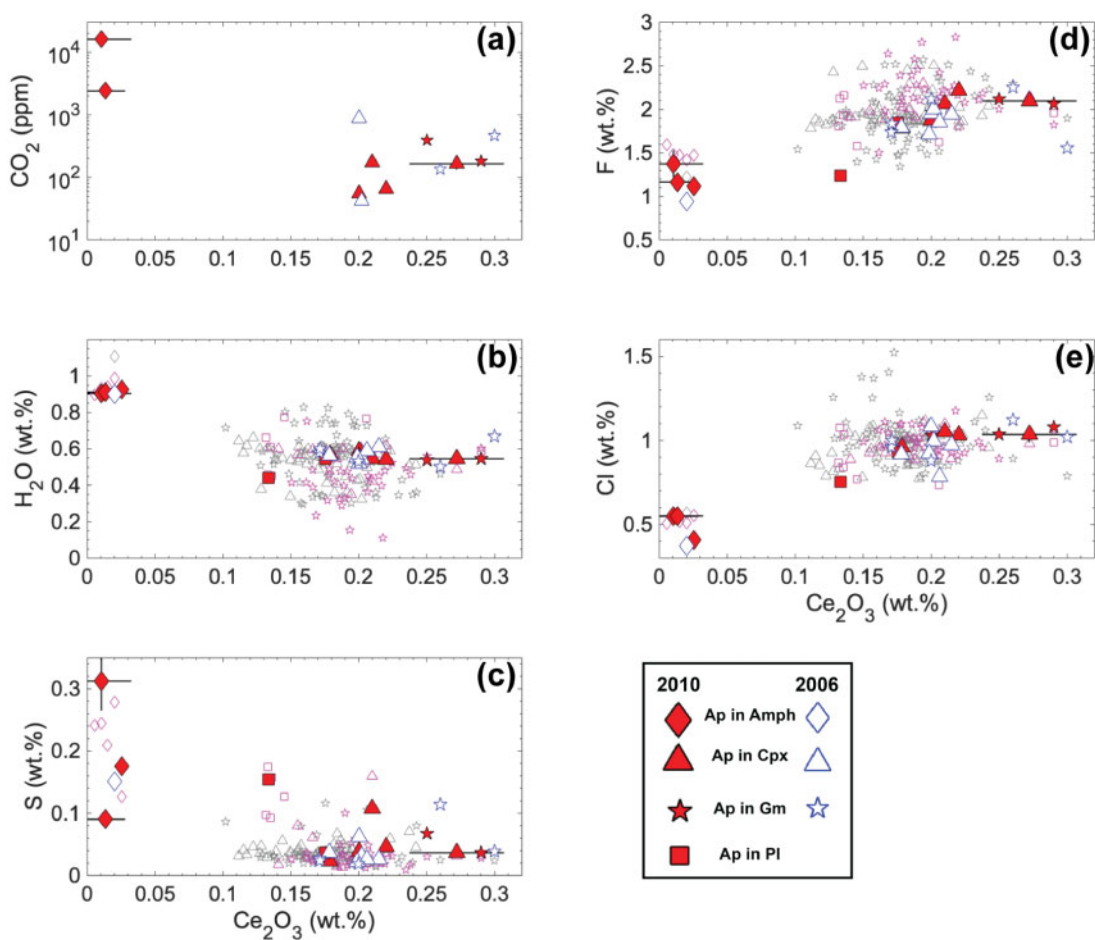 (a)
CO2 (ppm)
10^4
10^3
10^2
10^1
0 0.05 0.1 0.15 0.2 0.25 0.3
(b)
H2O (wt.%)
1
0.8
0.6
0.4
0.2
0
0 0.05 0.1 0.15 0.2 0.25 0.3
(c)
S (wt.%)
0.3
0.2
0.1
0
0 0.05 0.1 0.15 0.2 0.25 0.3
Ce2O3 (wt.%)
(d)
F (wt.%)
3
2.5
2
1.5
1
0.5
0 0.05 0.1 0.15 0.2 0.25 0.3
(e)
Cl (wt.%)
1.5
1
0.5
0 0.05 0.1 0.15 0.2 0.25 0.3
Ce2O3 (wt.%)
2010 2006
Ap in Amph
Ap in Cpx
Ap in Gm
Ap in Pl